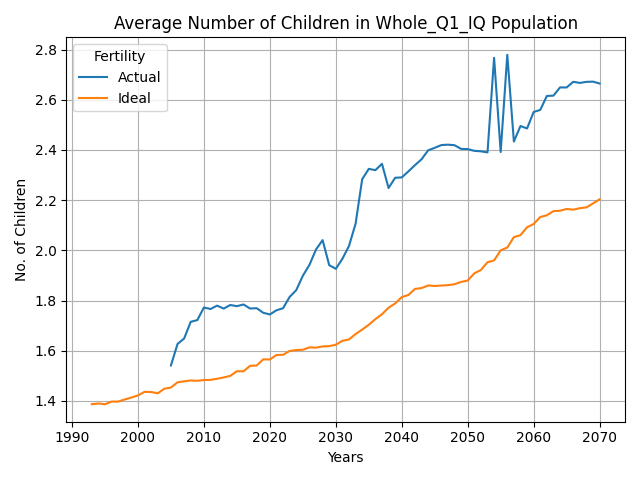 Average Number of Children in Whole_Q1_IQ Population
Fertility
Actual
Ideal
No. of Children
2.8
2.6
2.4
2.2
2.0
1.8
1.6
1.4
1990 2000 2010 2020 2030 2040 2050 2060 2070
Years